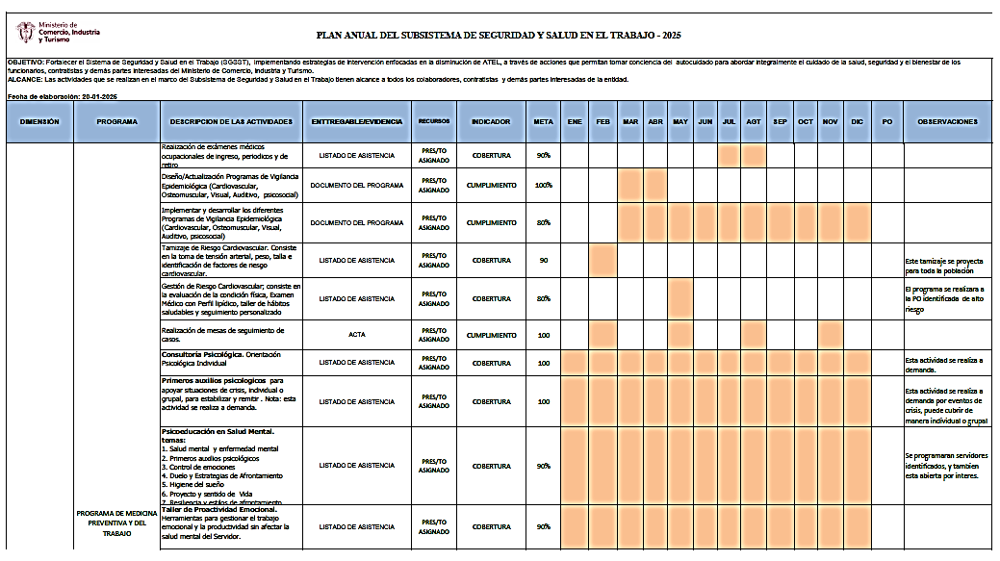 Ministerio de
Comercio, Industria
y Turismo
PLAN ANUAL DEL SUBSISTEMA DE SEGURIDAD Y SALUD EN EL TRABAJO - 2025
OBJETIVO: Fortalecer el Sistema de Seguridad y Salud en el Trabajo (SGSST), implementando estrategias de intervención enfocadas en la disminución de ATEL, a través de acciones que permitan tomar conciencia del autocuidado para abordar integralmente el cuidado de la salud, seguridad y el bienestar de los
funcionarios, contratistas y demás partes interesadas del Ministerio de Comercio, Industria y Turismo.
ALCANCE: Las actividades que se realizan en el marco del Subsistema de Seguridad y Salud en el Trabajo tienen alcance a todos los colaboradores, contratistas y demás partes interesadas de la entidad.
Fecha de elaboración: 20-01-2025
DIMENSIÓN PROGRAMA DESCRIPCION DE LAS ACTIVIDADES ENTTREGABLE/EVIDENCIA RECURSOS INDICADOR META ENE FEB MAR ABR MAY JUN JUL AGT SEP OCT NOV DIC PO OBSERVACIONES
Realización de exámenes médicos
ocupacionales de ingreso, periodicos y de
retiro
LISTADO DE ASISTENCIA
PRES/TO
ASIGNADO
COBERTURA
90%
Diseño/Actualización Programas de Vigilancia
Epidemiológica (Cardiovascular,
Osteomuscular, Visual, Auditivo, psicosocial)
DOCUMENTO DEL PROGRAMA
PRES/TO
ASIGNADO
CUMPLIMIENTO
100%
Implementar y desarrollar los diferentes
Programas de Vigilancia Epidemiológica
(Cardiovascular, Osteomuscular, Visual,
Auditivo, psicosocial)
DOCUMENTO DEL PROGRAMA
PRES/TO
ASIGNADO
CUMPLIMIENTO
80%
Tamizaje de Riesgo Cardiovascular. Consiste
en la toma de tensión arterial, peso, talla e
identificación de factores de riesgo
cardiovascular.
LISTADO DE ASISTENCIA
PRES/TO
ASIGNADO
COBERTURA
90
Este tamizaje se proyecta
para toda la población
Gestión de Riesgo Cardiovascular; consiste en
la evaluación de la condición física, Examen
Médico con Perfil lipídico, taller de hábitos
saludables y seguimiento personalizado
LISTADO DE ASISTENCIA
PRES/TO
ASIGNADO
COBERTURA
80%
El programa se realizara a
la PO identificada de alto
riesgo
Realización de mesas de seguimiento de
casos.
ACTA
PRES/TO
ASIGNADO
CUMPLIMIENTO
100
Consultoría Psicológica. Orientación
Psicológica Individual
LISTADO DE ASISTENCIA
PRES/TO
ASIGNADO
COBERTURA
100
Esta actividad se realiza a
demanda.
Primeros auxilios psicologicos para
apoyar situaciones de crisis, individual o
grupal, para estabilizar y remitir . Nota: esta
actividad se realiza a demanda.
LISTADO DE ASISTENCIA
PRES/TO
ASIGNADO
COBERTURA
100
Esta actividad se realiza a
demanda por eventos de
crisis, puede cubrir de
manera individual o grupal
Psicoeducación en Salud Mental.
temas:
1. Salud mental y enfermedad mental
2. Primeros auxilios psicológicos
3. Control de emociones
4. Duelo y Estrategias de Afrontamiento
5. Higiene del sueño
6. Proyecto y sentido de Vida
7. Resiliencia y estilos de afrontamiento
LISTADO DE ASISTENCIA
PRES/TO
ASIGNADO
COBERTURA
90%
Se programaran servidores
identificados, y tambien
esta abierta por interes.
PROGRAMA DE MEDICINA
PREVENTIVA Y DEL
TRABAJO
Taller de Proactividad Emocional.
Herramientas para gestionar el trabajo
emocional y la productividad sin afectar la
salud mental del Servidor.
LISTADO DE ASISTENCIA
PRES/TO
ASIGNADO
COBERTURA
90%